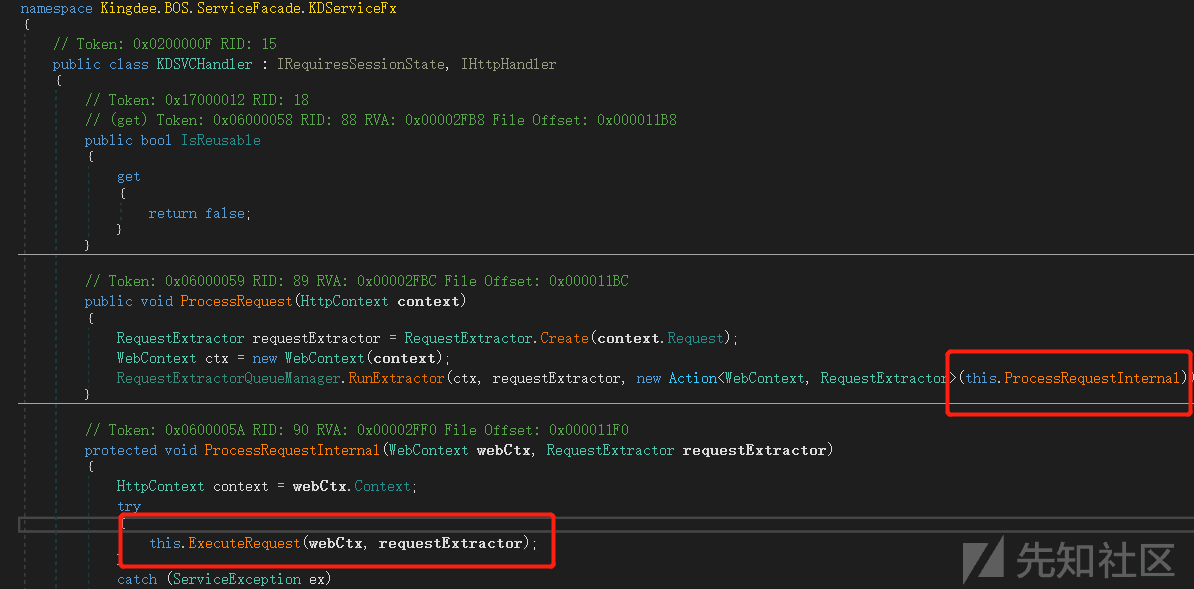 namespace Kingdee.BOS.ServiceFacade.KDServiceFx
{
// Token: 0x0200000F RID: 15
public class KDSVCHandler : IRequiresSessionState, IHttpHandler
{
// Token: 0x17000012 RID: 18
// (get) Token: 0x06000058 RID: 88 RVA: 0x00002FB8 File Offset: 0x000011B8
public bool IsReusable
{
get
{
return false;
}
}
// Token: 0x06000059 RID: 89 RVA: 0x00002FBC File Offset: 0x000011BC
public void ProcessRequest(HttpContext context)
{
RequestExtractor requestExtractor = RequestExtractor.Create(context.Request);
WebContext ctx = new WebContext(context);
RequestExtractorQueueManager.RunExtractor(ctx, requestExtractor, new Action<WebContext, RequestExtractor>(this.ProcessRequestInternal)
}
// Token: 0x0600005A RID: 90 RVA: 0x00002FF0 File Offset: 0x000011F0
protected void ProcessRequestInternal(WebContext webCtx, RequestExtractor requestExtractor)
{
HttpContext context = webCtx.Context;
try
{
this.ExecuteRequest(webCtx, requestExtractor);
}
catch (ServiceException ex)
先知社区